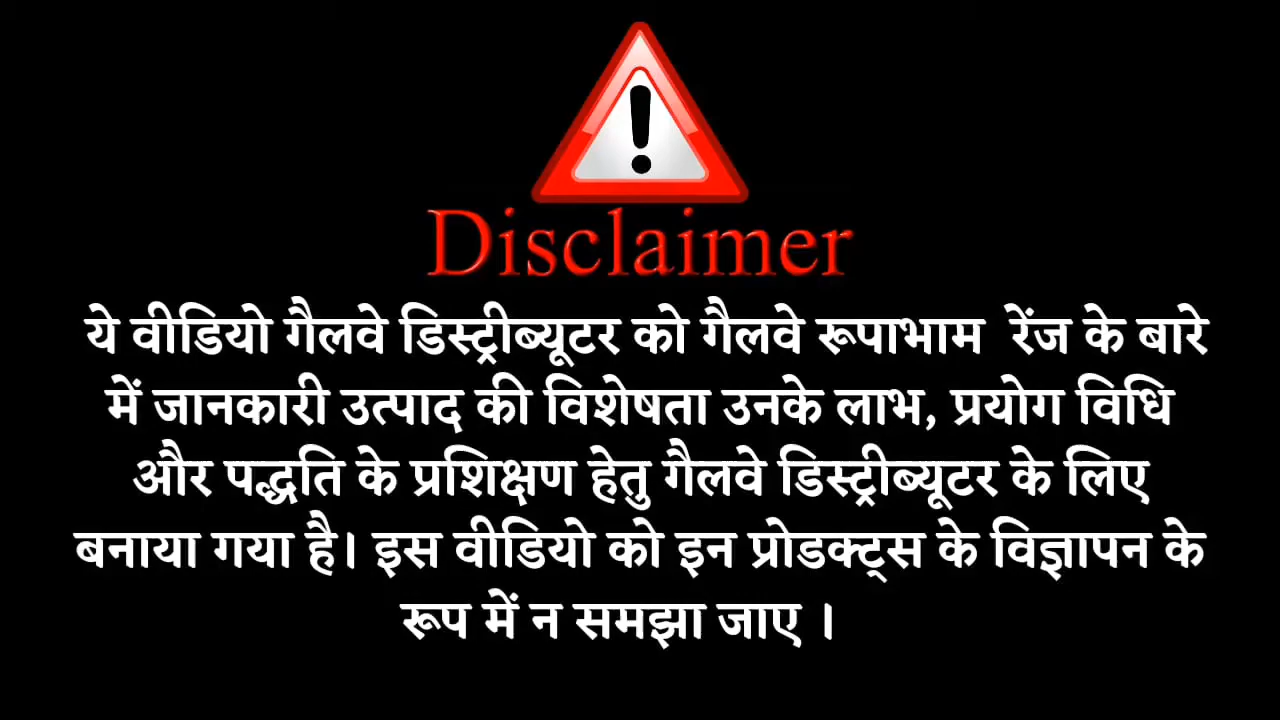 Disclaimer
ये वीडियो गैलवे डिस्ट्रीब्यूटर को गैलवे रूपाभाम रेंज के बारे
में जानकारी उत्पाद की विशेषता उनके लाभ, प्रयोग विधि
और पद्धति के प्रशिक्षण हेतु गैलवे डिस्ट्रीब्यूटर के लिए
बनाया गया है। इस वीडियो को इन प्रोडक्ट्स के विज्ञापन के
रूप में न समझा जाए ।